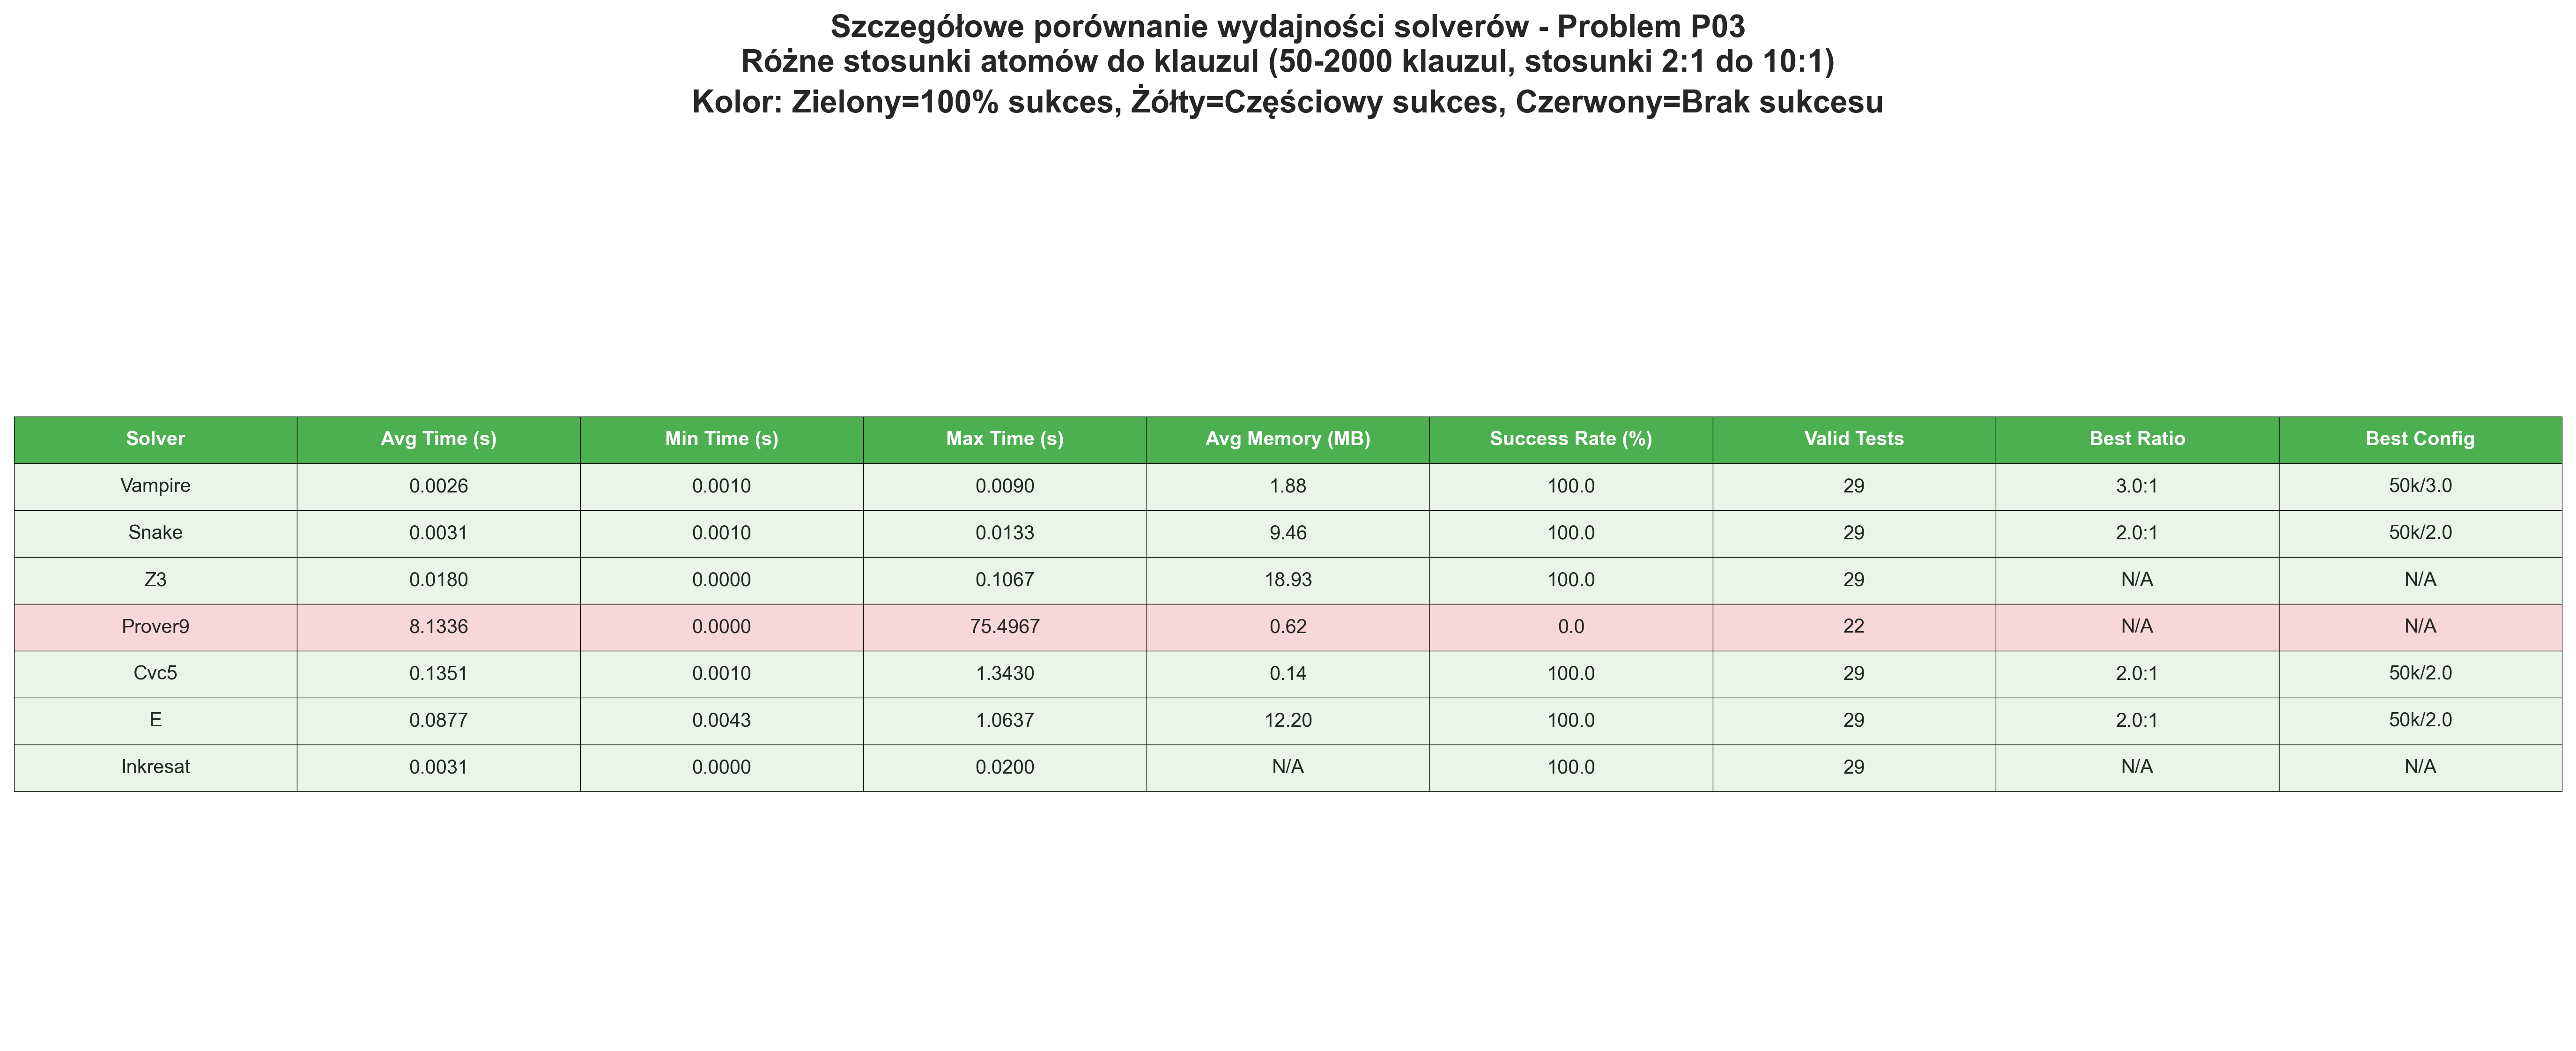 Szczegółowe porównanie wydajności solverów - Problem P03
Różne stosunki atomów do klauzul (50-2000 klauzul, stosunki 2:1 do 10:1)
Kolor: Zielony=100% sukces, Żółty=Częściowy sukces, Czerwony=Brak sukcesu
Solver Avg Time (s) Min Time (s) Max Time (s) Avg Memory (MB) Success Rate (%) Valid Tests Best Ratio Best Config
Vampire 0.0026 0.0010 0.0090 1.88 100.0 29 3.0:1 50k/3.0
Snake 0.0031 0.0010 0.0133 9.46 100.0 29 2.0:1 50k/2.0
Z3 0.0180 0.0000 0.1067 18.93 100.0 29 N/A N/A
Prover9 8.1336 0.0000 75.4967 0.62 0.0 22 N/A N/A
Cvc5 0.1351 0.0010 1.3430 0.14 100.0 29 2.0:1 50k/2.0
E 0.0877 0.0043 1.0637 12.20 100.0 29 2.0:1 50k/2.0
Inkresat 0.0031 0.0000 0.0200 N/A 100.0 29 N/A N/A